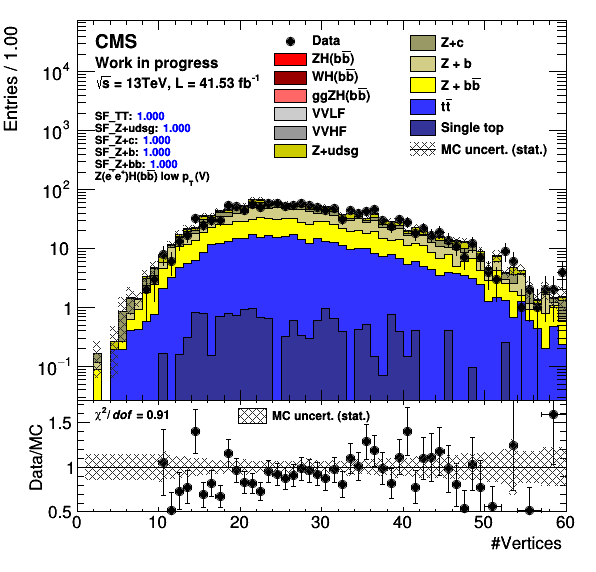 CMS
Work in progress
√s = 13TeV, L = 41.53 fb⁻¹
SF_TT: 1.000
SF_Z+udsg: 1.000
SF_Z+c: 1.000
SF_Z+b: 1.000
SF_Z+bb: 1.000
Z(e⁻e⁺)H(bb̅) low p_T(V)
Data
ZH(bb̅)
WH(bb̅)
ggZH(bb̅)
VVLF
VVHF
Z+udsg
Z+c
Z + b
Z + bb̅
tt̅
Single top
MC uncert. (stat.)
Entries / 1.00
10⁴
10³
10²
10
1
10⁻¹
χ²/dof = 0.91
MC uncert. (stat.)
Data/MC
1.5
1
0.5
0 10 20 30 40 50 60
#Vertices